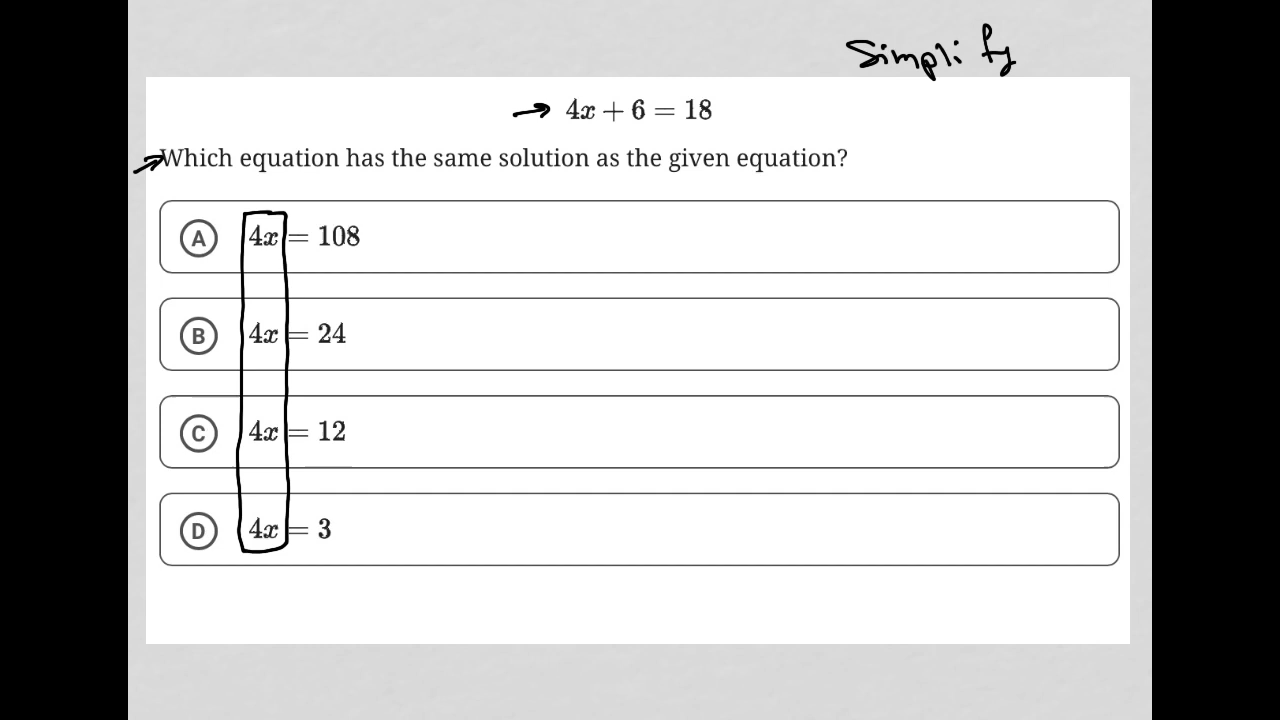 Simplify
4x + 6 = 18
Which equation has the same solution as the given equation?
A 4x = 108
B 4x = 24
C 4x = 12
D 4x = 3